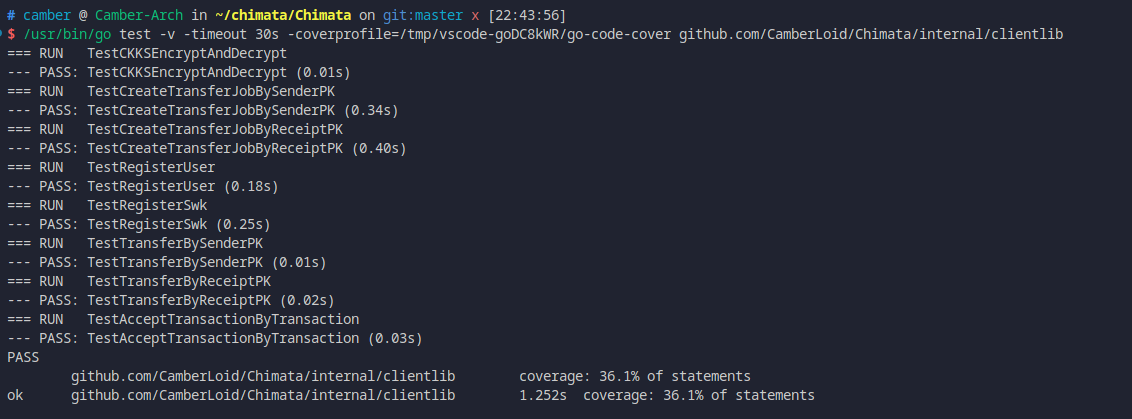 # camber @ Camber-Arch in ~/chimata/Chimata on git:master x [22:43:56]
$ /usr/bin/go test -v -timeout 30s -coverprofile=/tmp/vscode-goDC8kWR/go-code-cover github.com/CamberLoid/Chimata/internal/clientlib
=== RUN   TestCKKSEncryptAndDecrypt
--- PASS: TestCKKSEncryptAndDecrypt (0.01s)
=== RUN   TestCreateTransferJobBySenderPK
--- PASS: TestCreateTransferJobBySenderPK (0.34s)
=== RUN   TestCreateTransferJobByReceiptPK
--- PASS: TestCreateTransferJobByReceiptPK (0.40s)
=== RUN   TestRegisterUser
--- PASS: TestRegisterUser (0.18s)
=== RUN   TestRegisterSwk
--- PASS: TestRegisterSwk (0.25s)
=== RUN   TestTransferBySenderPK
--- PASS: TestTransferBySenderPK (0.01s)
=== RUN   TestTransferByReceiptPK
--- PASS: TestTransferByReceiptPK (0.02s)
=== RUN   TestAcceptTransactionByTransaction
--- PASS: TestAcceptTransactionByTransaction (0.03s)
PASS
        github.com/CamberLoid/Chimata/internal/clientlib        coverage: 36.1% of statements
ok      github.com/CamberLoid/Chimata/internal/clientlib        1.252s  coverage: 36.1% of statements